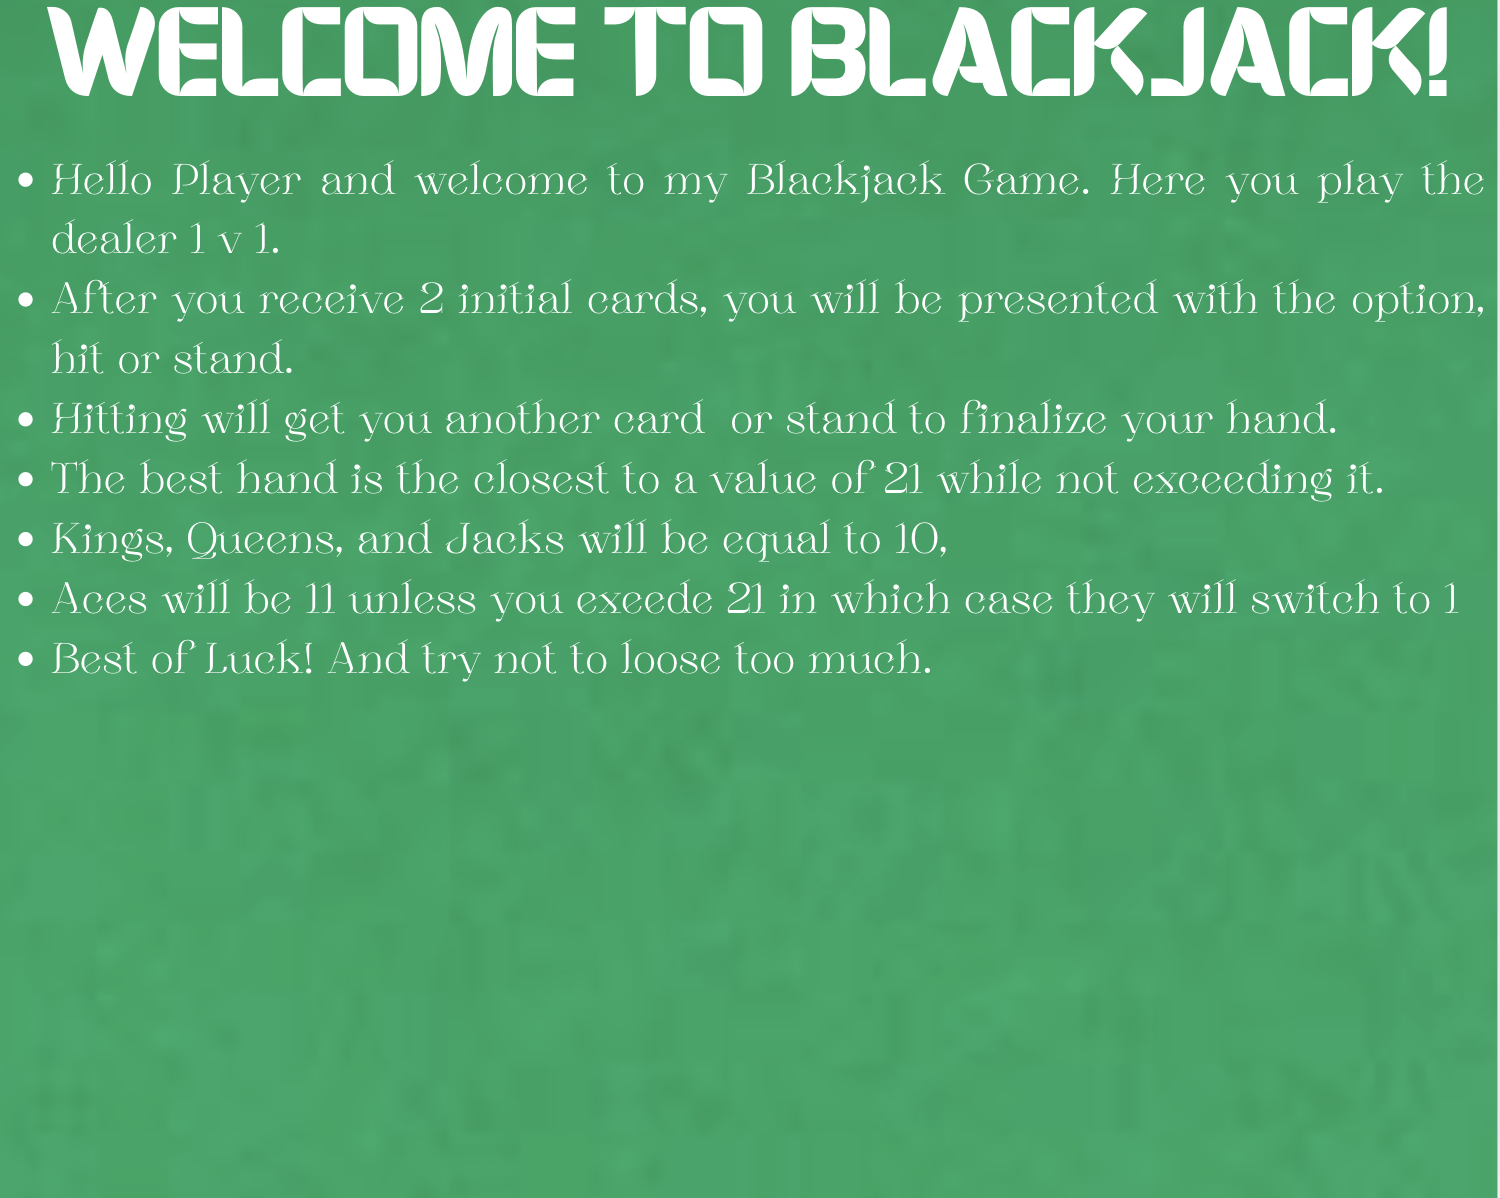 WELCOME TO BLACKJACK!
• Hello Player and welcome to my Blackjack Game. Here you play the
dealer 1 v 1.
• After you receive 2 initial cards, you will be presented with the option,
hit or stand.
• Hitting will get you another card  or stand to finalize your hand.
• The best hand is the closest to a value of 21 while not exceeding it.
• Kings, Queens, and Jacks will be equal to 10,
• Aces will be 11 unless you exeede 21 in which case they will switch to 1
• Best of Luck! And try not to loose too much.